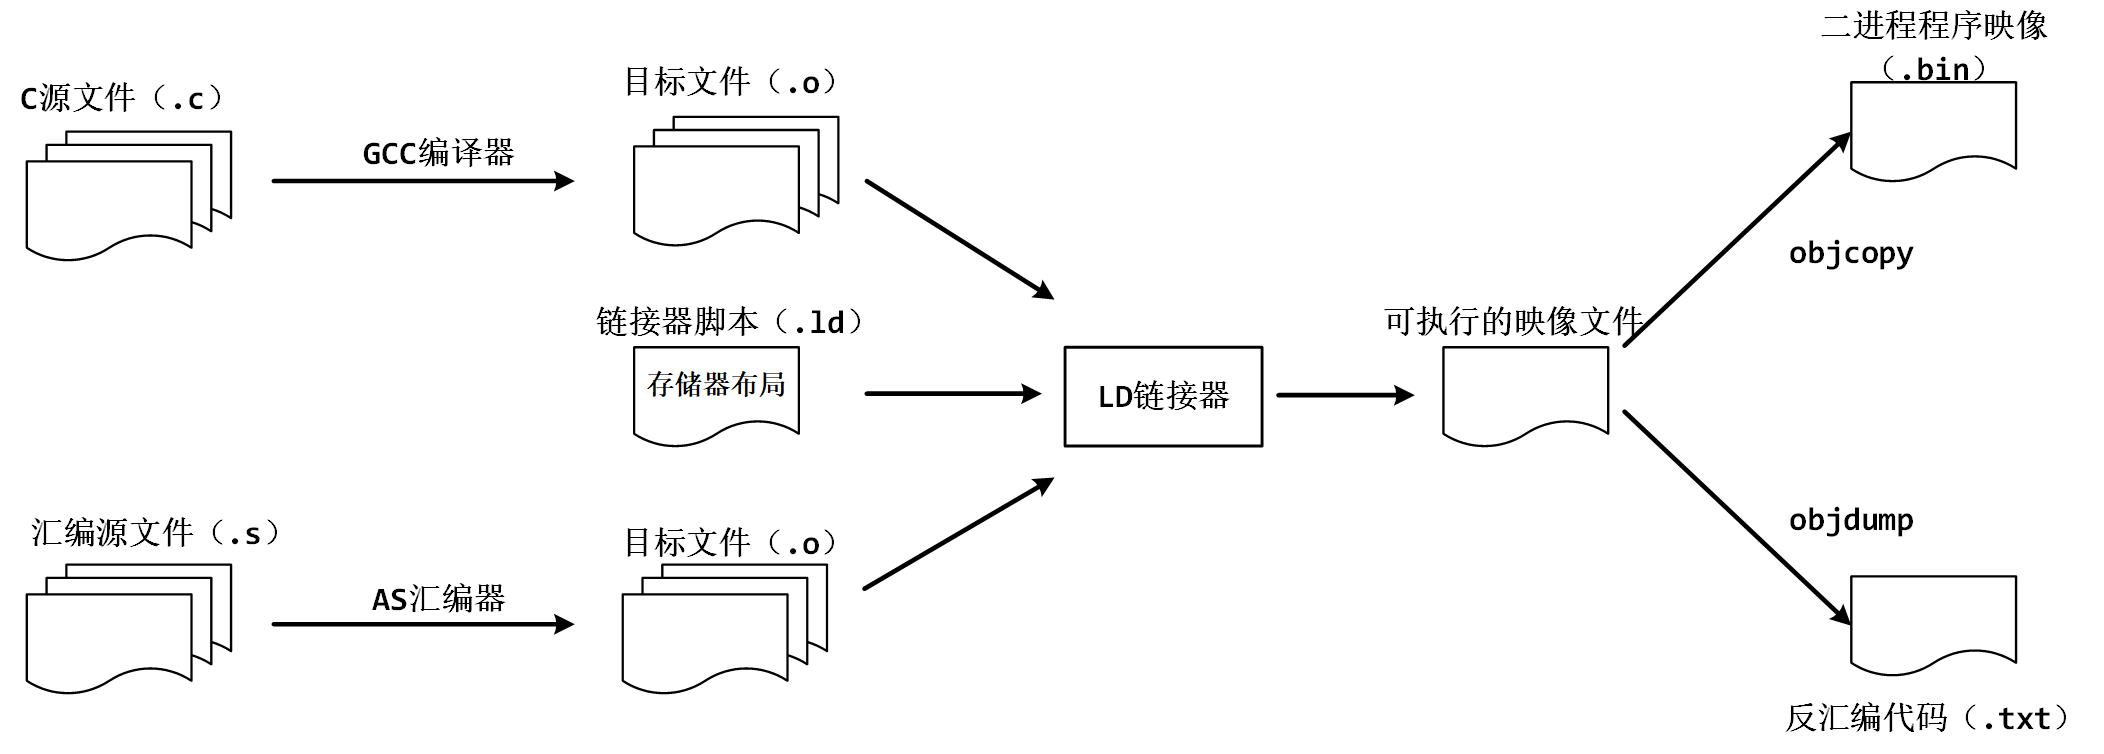 二进程程序映像
（.bin）
C源文件（.c）
目标文件（.o）
GCC编译器
objcopy
链接器脚本（.ld）
可执行的映像文件
存储器布局
LD链接器
汇编源文件（.s）
目标文件（.o）
objdump
AS汇编器
反汇编代码（.txt）